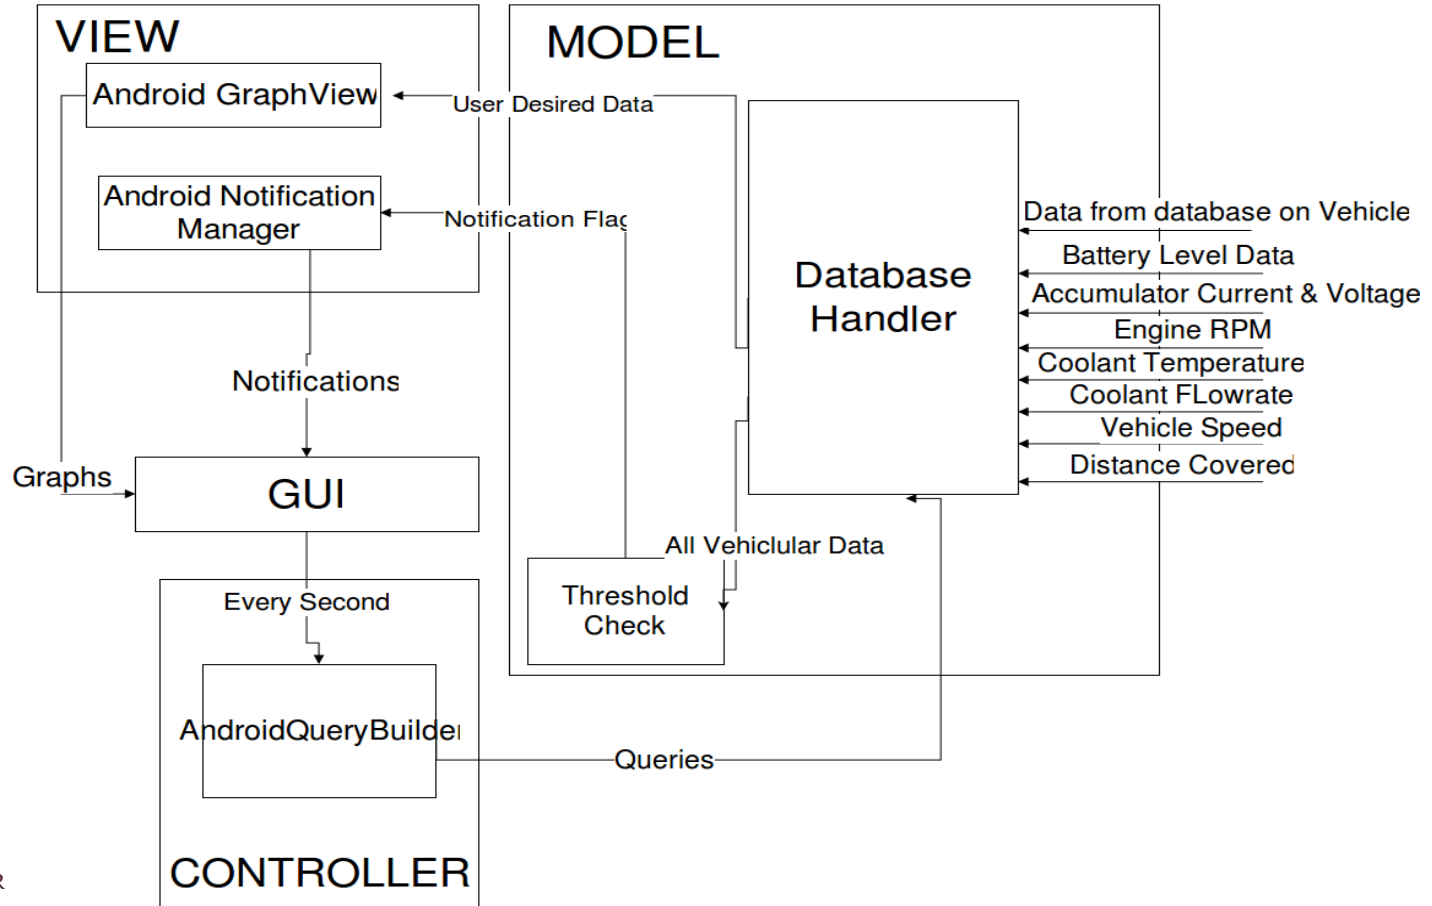 VIEW
MODEL
Android GraphView
User Desired Data
Android Notification
Manager
Notification Flag
Data from database on Vehicle
Battery Level Data
Database
Handler
Accumulator Current & Voltage
Engine RPM
Coolant Temperature
Coolant FLowrate
Vehicle Speed
Distance Covered
Notifications
Graphs
GUI
All Vehiclular Data
Threshold
Check
Every Second
AndroidQueryBuilder
Queries
CONTROLLER
R